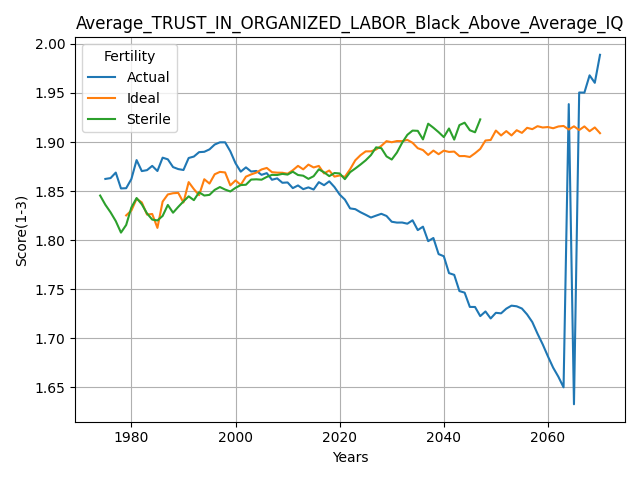 Average_TRUST_IN_ORGANIZED_LABOR_Black_Above_Average_IQ
Fertility
Actual
Ideal
Sterile
Score(1-3)
2.00
1.95
1.90
1.85
1.80
1.75
1.70
1.65
1980 2000 2020 2040 2060
Years